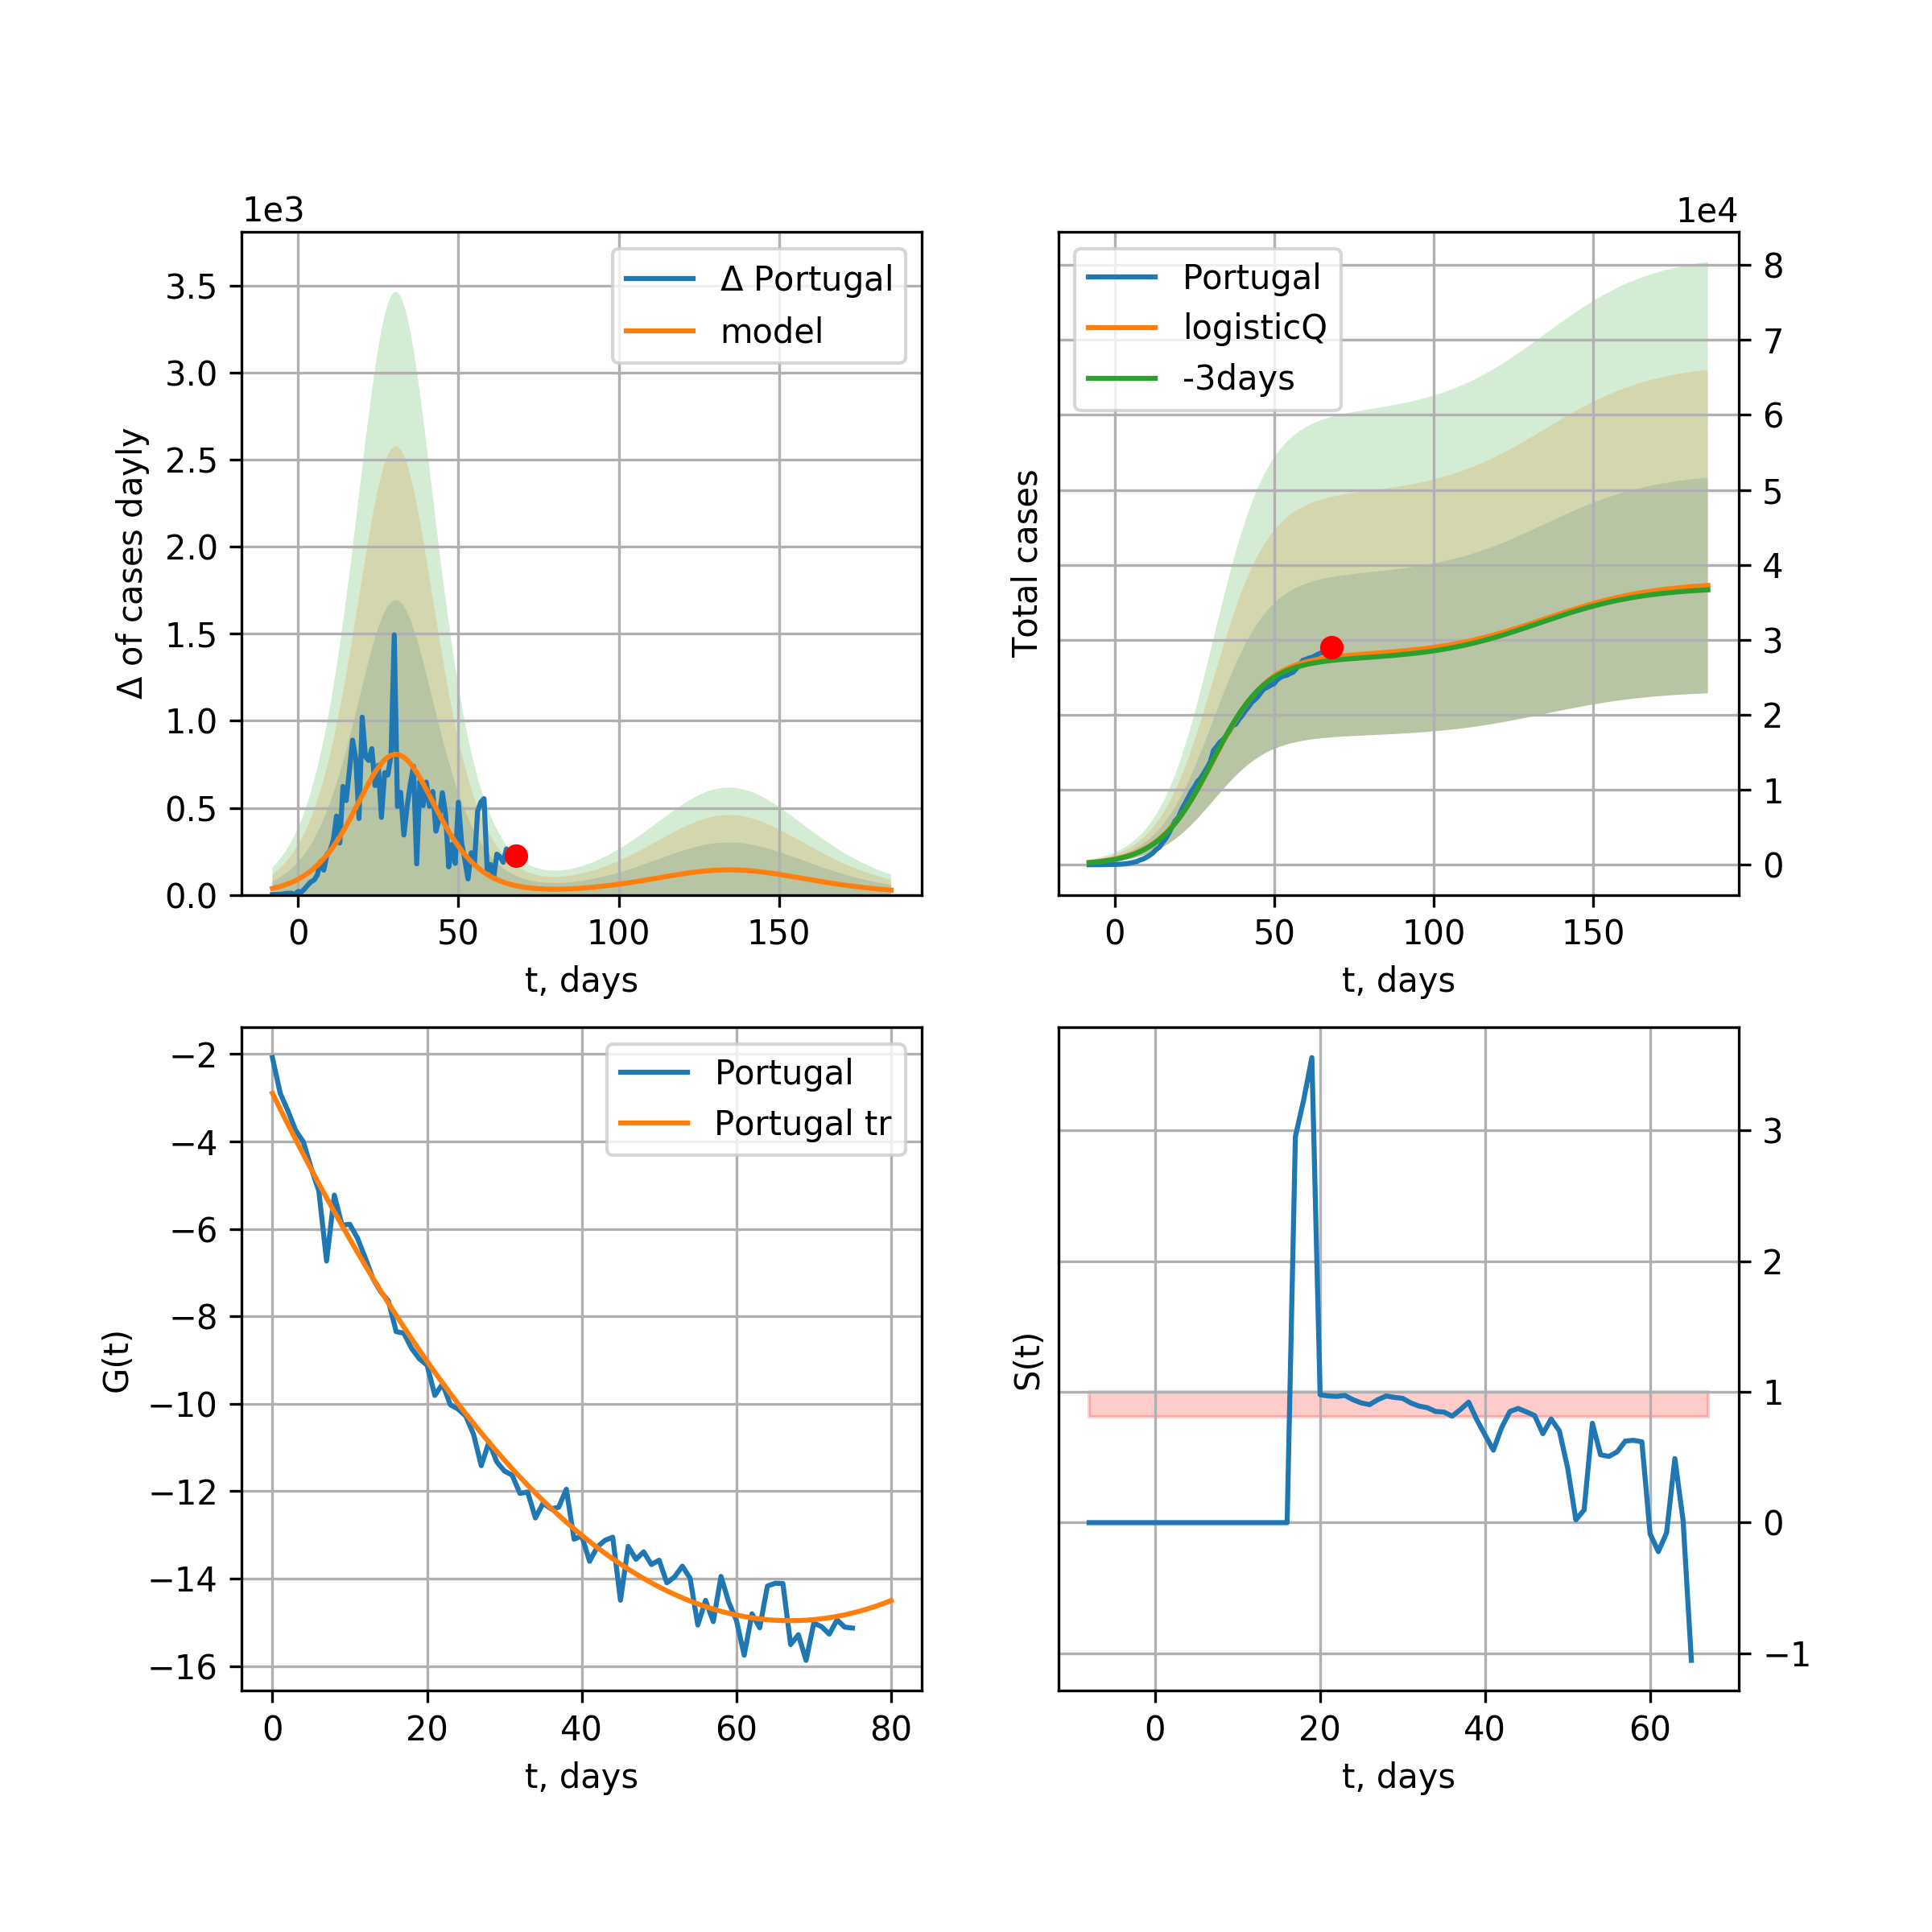 1e3
Δ of cases dayly
3.5
3.0
2.5
2.0
1.5
1.0
0.5
0.0
Δ Portugal
model
0 50 100 150
t, days
1e4
Total cases
Portugal
logisticQ
-3days
8
7
6
5
4
3
2
1
0
0 50 100 150
t, days
G(t)
−2
−4
−6
−8
−10
−12
−14
−16
Portugal
Portugal tr
0 20 40 60 80
t, days
S(t)
3
2
1
0
−1
0 20 40 60
t, days